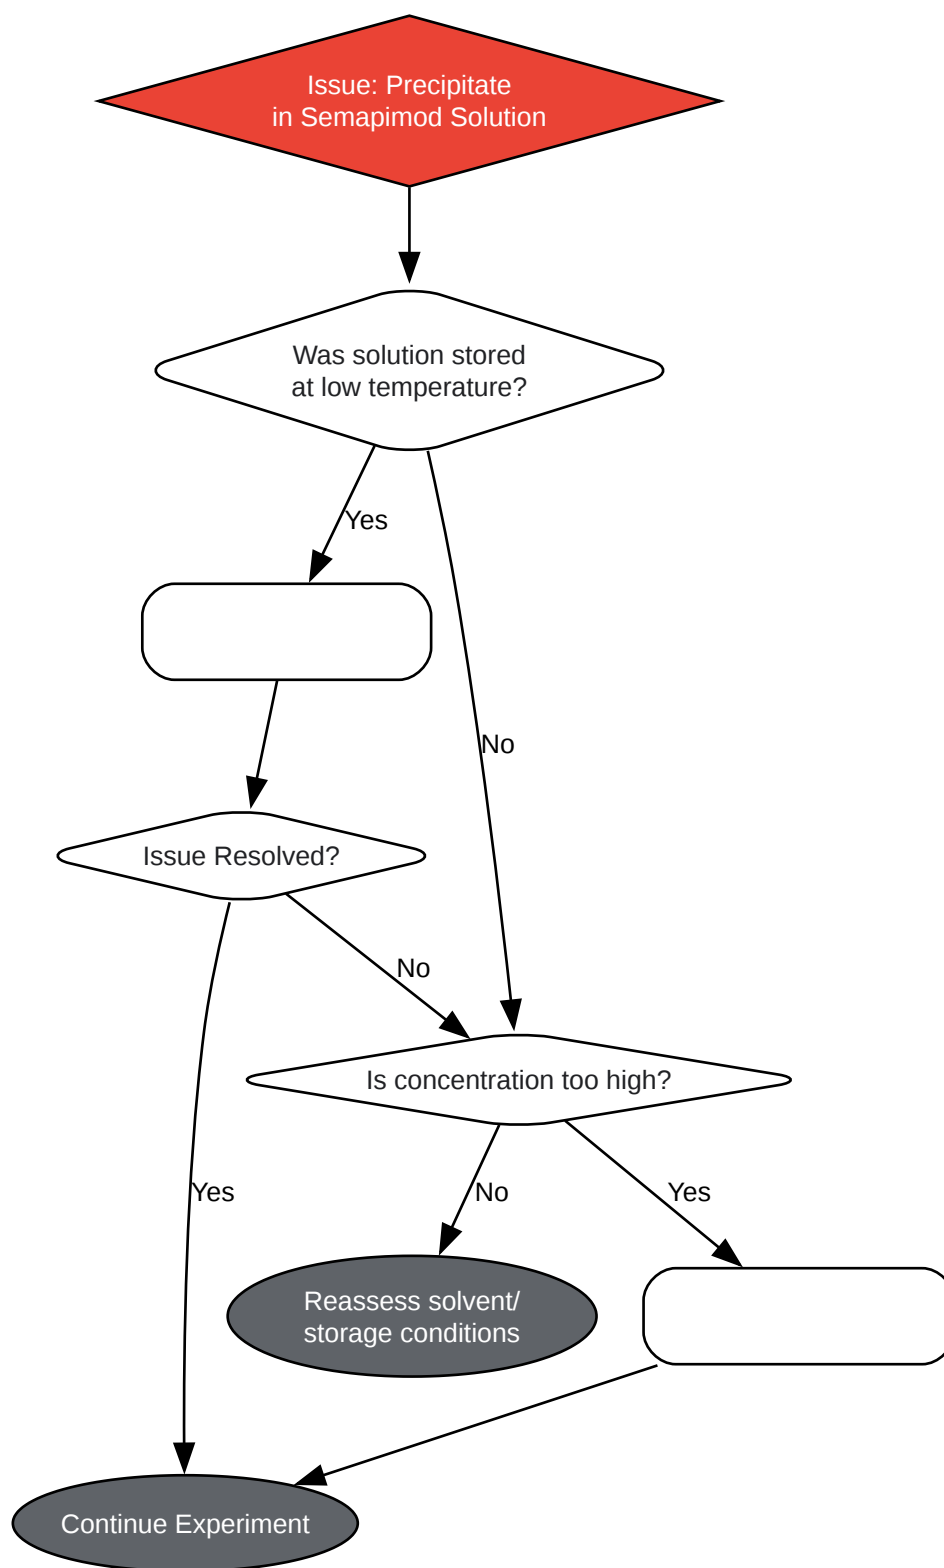 Issue: Precipitate
in Semapimod Solution
Was solution stored
at low temperature?
Yes
No
Issue Resolved?
No
Is concentration too high?
Yes
No
Yes
Reassess solvent/
storage conditions
Continue Experiment